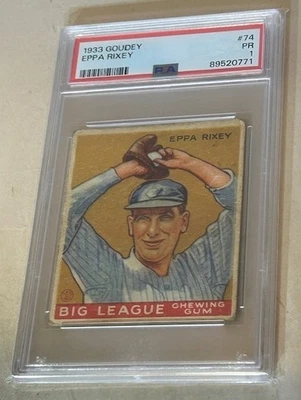 1933 GOUDEY #74
EPPA RIXEY PR
1
PSA 89520771
EPPA RIXEY
BIG LEAGUE CHEWING GUM